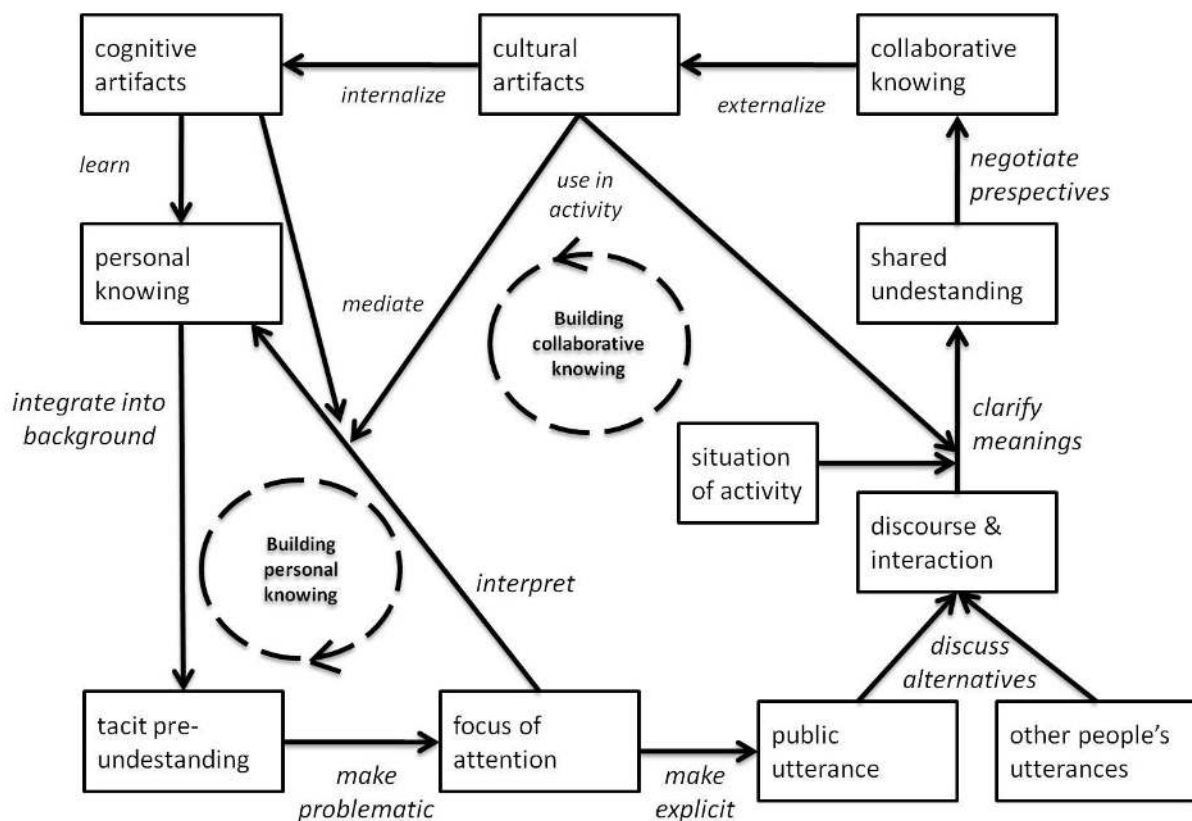 cognitive
artifacts
cultural
artifacts
collaborative
knowing
internalize
externalize
learn
use in
activity
negotiate
prespectives
personal
knowing
shared
undestanding
mediate
Building
collaborative
knowing
integrate into
background
clarify
meanings
situation
of activity
discourse &
interaction
Building
personal
knowing
interpret
discuss
alternatives
tacit pre-
undestanding
focus of
attention
public
utterance
other people's
utterances
make
problematic
make
explicit